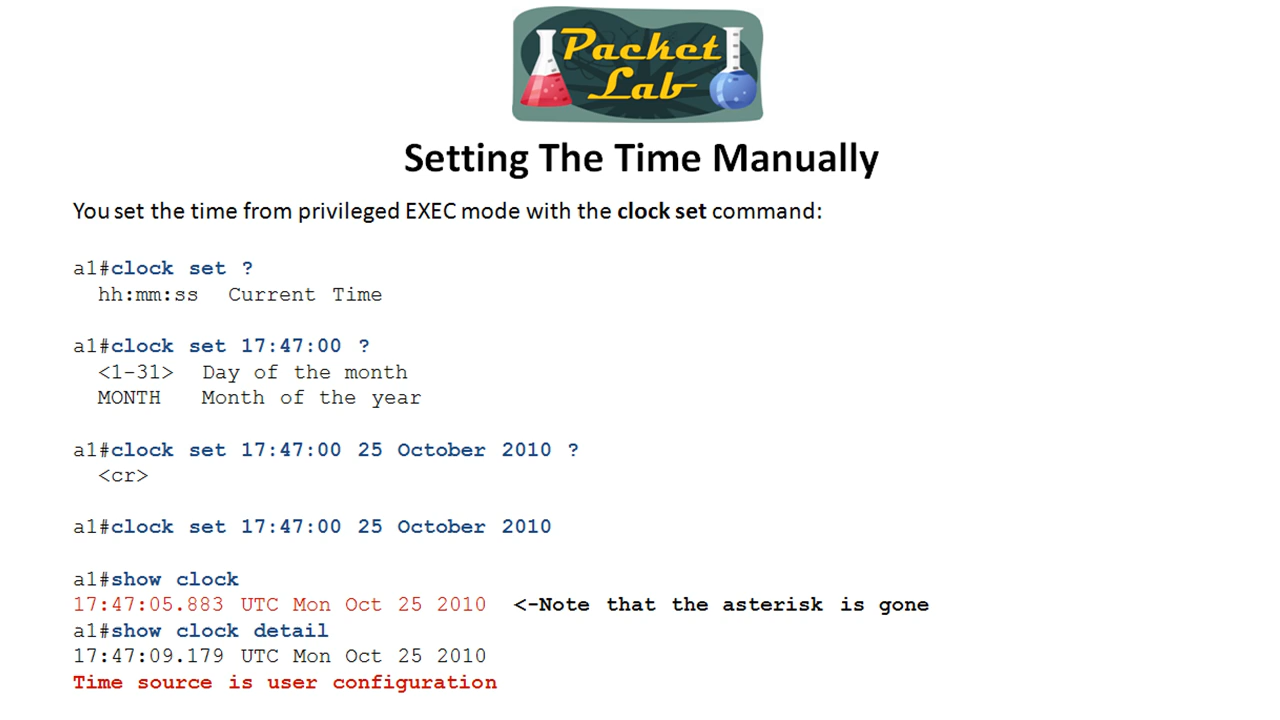 Packet
Lab
Setting The Time Manually
You set the time from privileged EXEC mode with the clock set command:
a1#clock set ?
hh:mm:ss Current Time
a1#clock set 17:47:00 ?
<1-31> Day of the month
MONTH Month of the year
a1#clock set 17:47:00 25 October 2010 ?
<cr>
a1#clock set 17:47:00 25 October 2010
a1#show clock
17:47:05.883 UTC Mon Oct 25 2010 <-Note that the asterisk is gone
a1#show clock detail
17:47:09.179 UTC Mon Oct 25 2010
Time source is user configuration